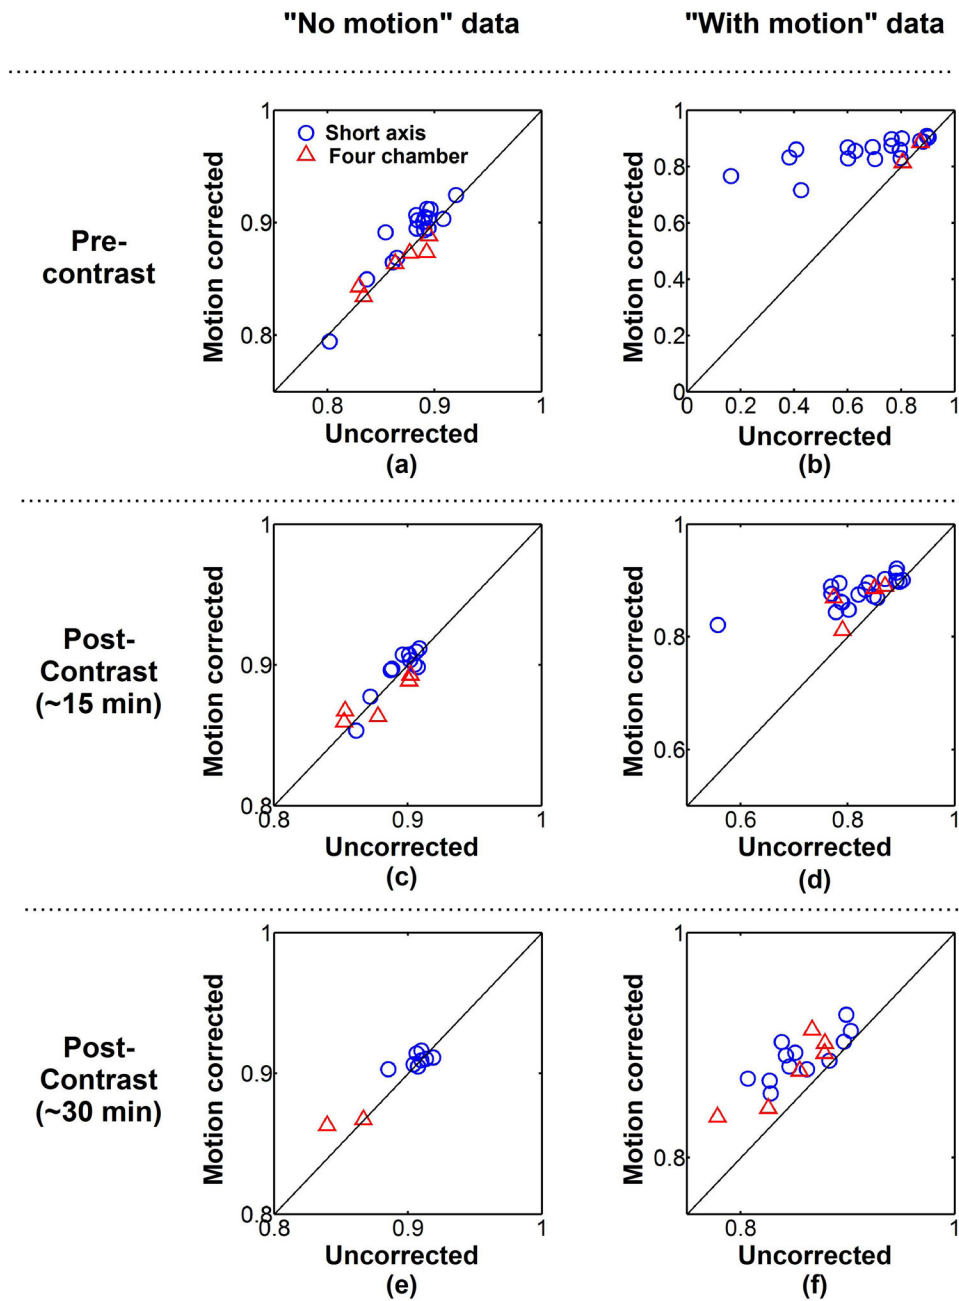 "No motion" data
"With motion" data
Pre-
contrast
Motion corrected
1
0.9
0.8
Short axis
Four chamber
0.8
0.9
1
Uncorrected
(a)
Motion corrected
1
0.8
0.6
0.4
0.2
0
0
0.2
0.4
0.6
0.8
1
Uncorrected
(b)
Post-
Contrast
(~15 min)
Motion corrected
1
0.9
0.8
0.8
0.9
1
Uncorrected
(c)
Motion corrected
1
0.8
0.6
0.6
0.8
1
Uncorrected
(d)
Post-
Contrast
(~30 min)
Motion corrected
1
0.9
0.8
0.8
0.9
1
Uncorrected
(e)
Motion corrected
1
0.8
0.8
1
Uncorrected
(f)